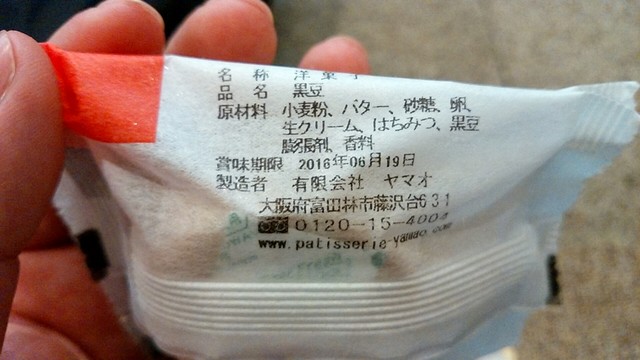 名 称 洋 菓 子
品 名 黒豆
原材料 小麦粉、バター、砂糖、卵、
生クリーム、はちみつ、黒豆
膨張剤、香料
賞味期限 2016年06月19日
製造者 有限会社 ヤマオ
大阪府富田林市藤沢台631
0120-15-4004
www.patisserie-yamao.com